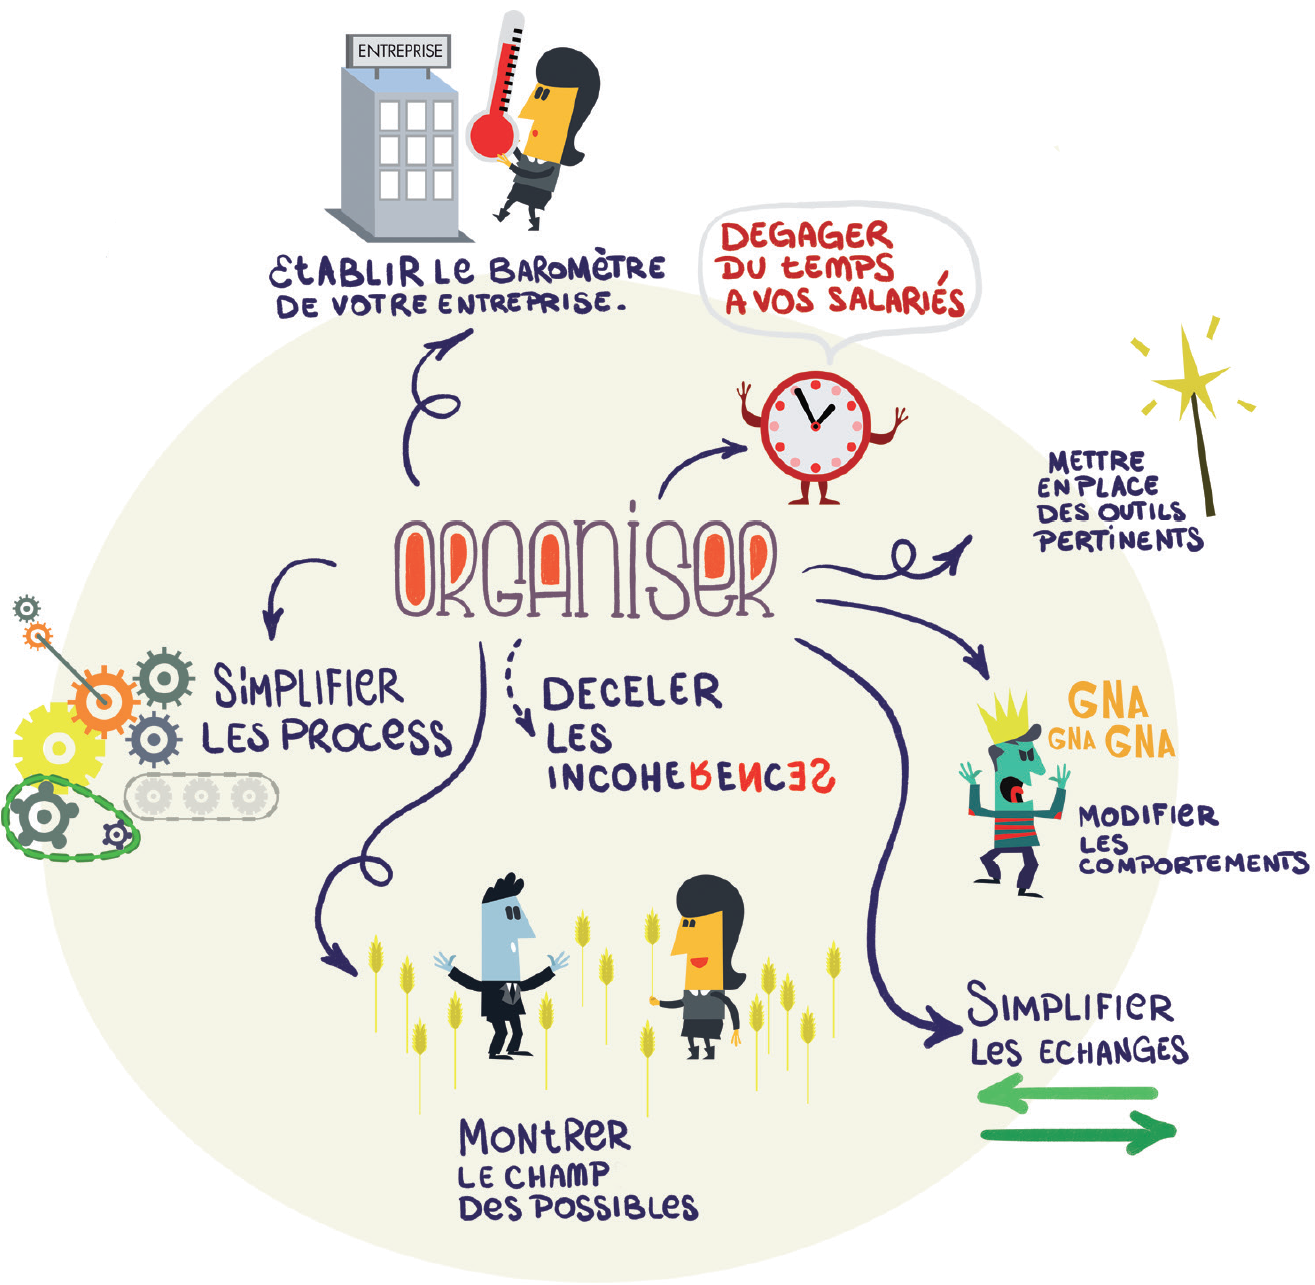 ENTREPRISE
ETABLIR LE BAROMÈTRE
DE VOTRE ENTREPRISE.
DEGAGER
DU TEMPS
A VOS SALARIÉS
METTRE
EN PLACE
DES OUTILS
PERTINENTS
ORGANISER
SIMPLIFIER
LES PROCESS
DECELER
LES
INCOHERENCES
GNA
GNA GNA
MODIFIER
LES
COMPORTEMENTS
SIMPLIFIER
LES ECHANGES
MONTRER
LE CHAMP
DES POSSIBLES